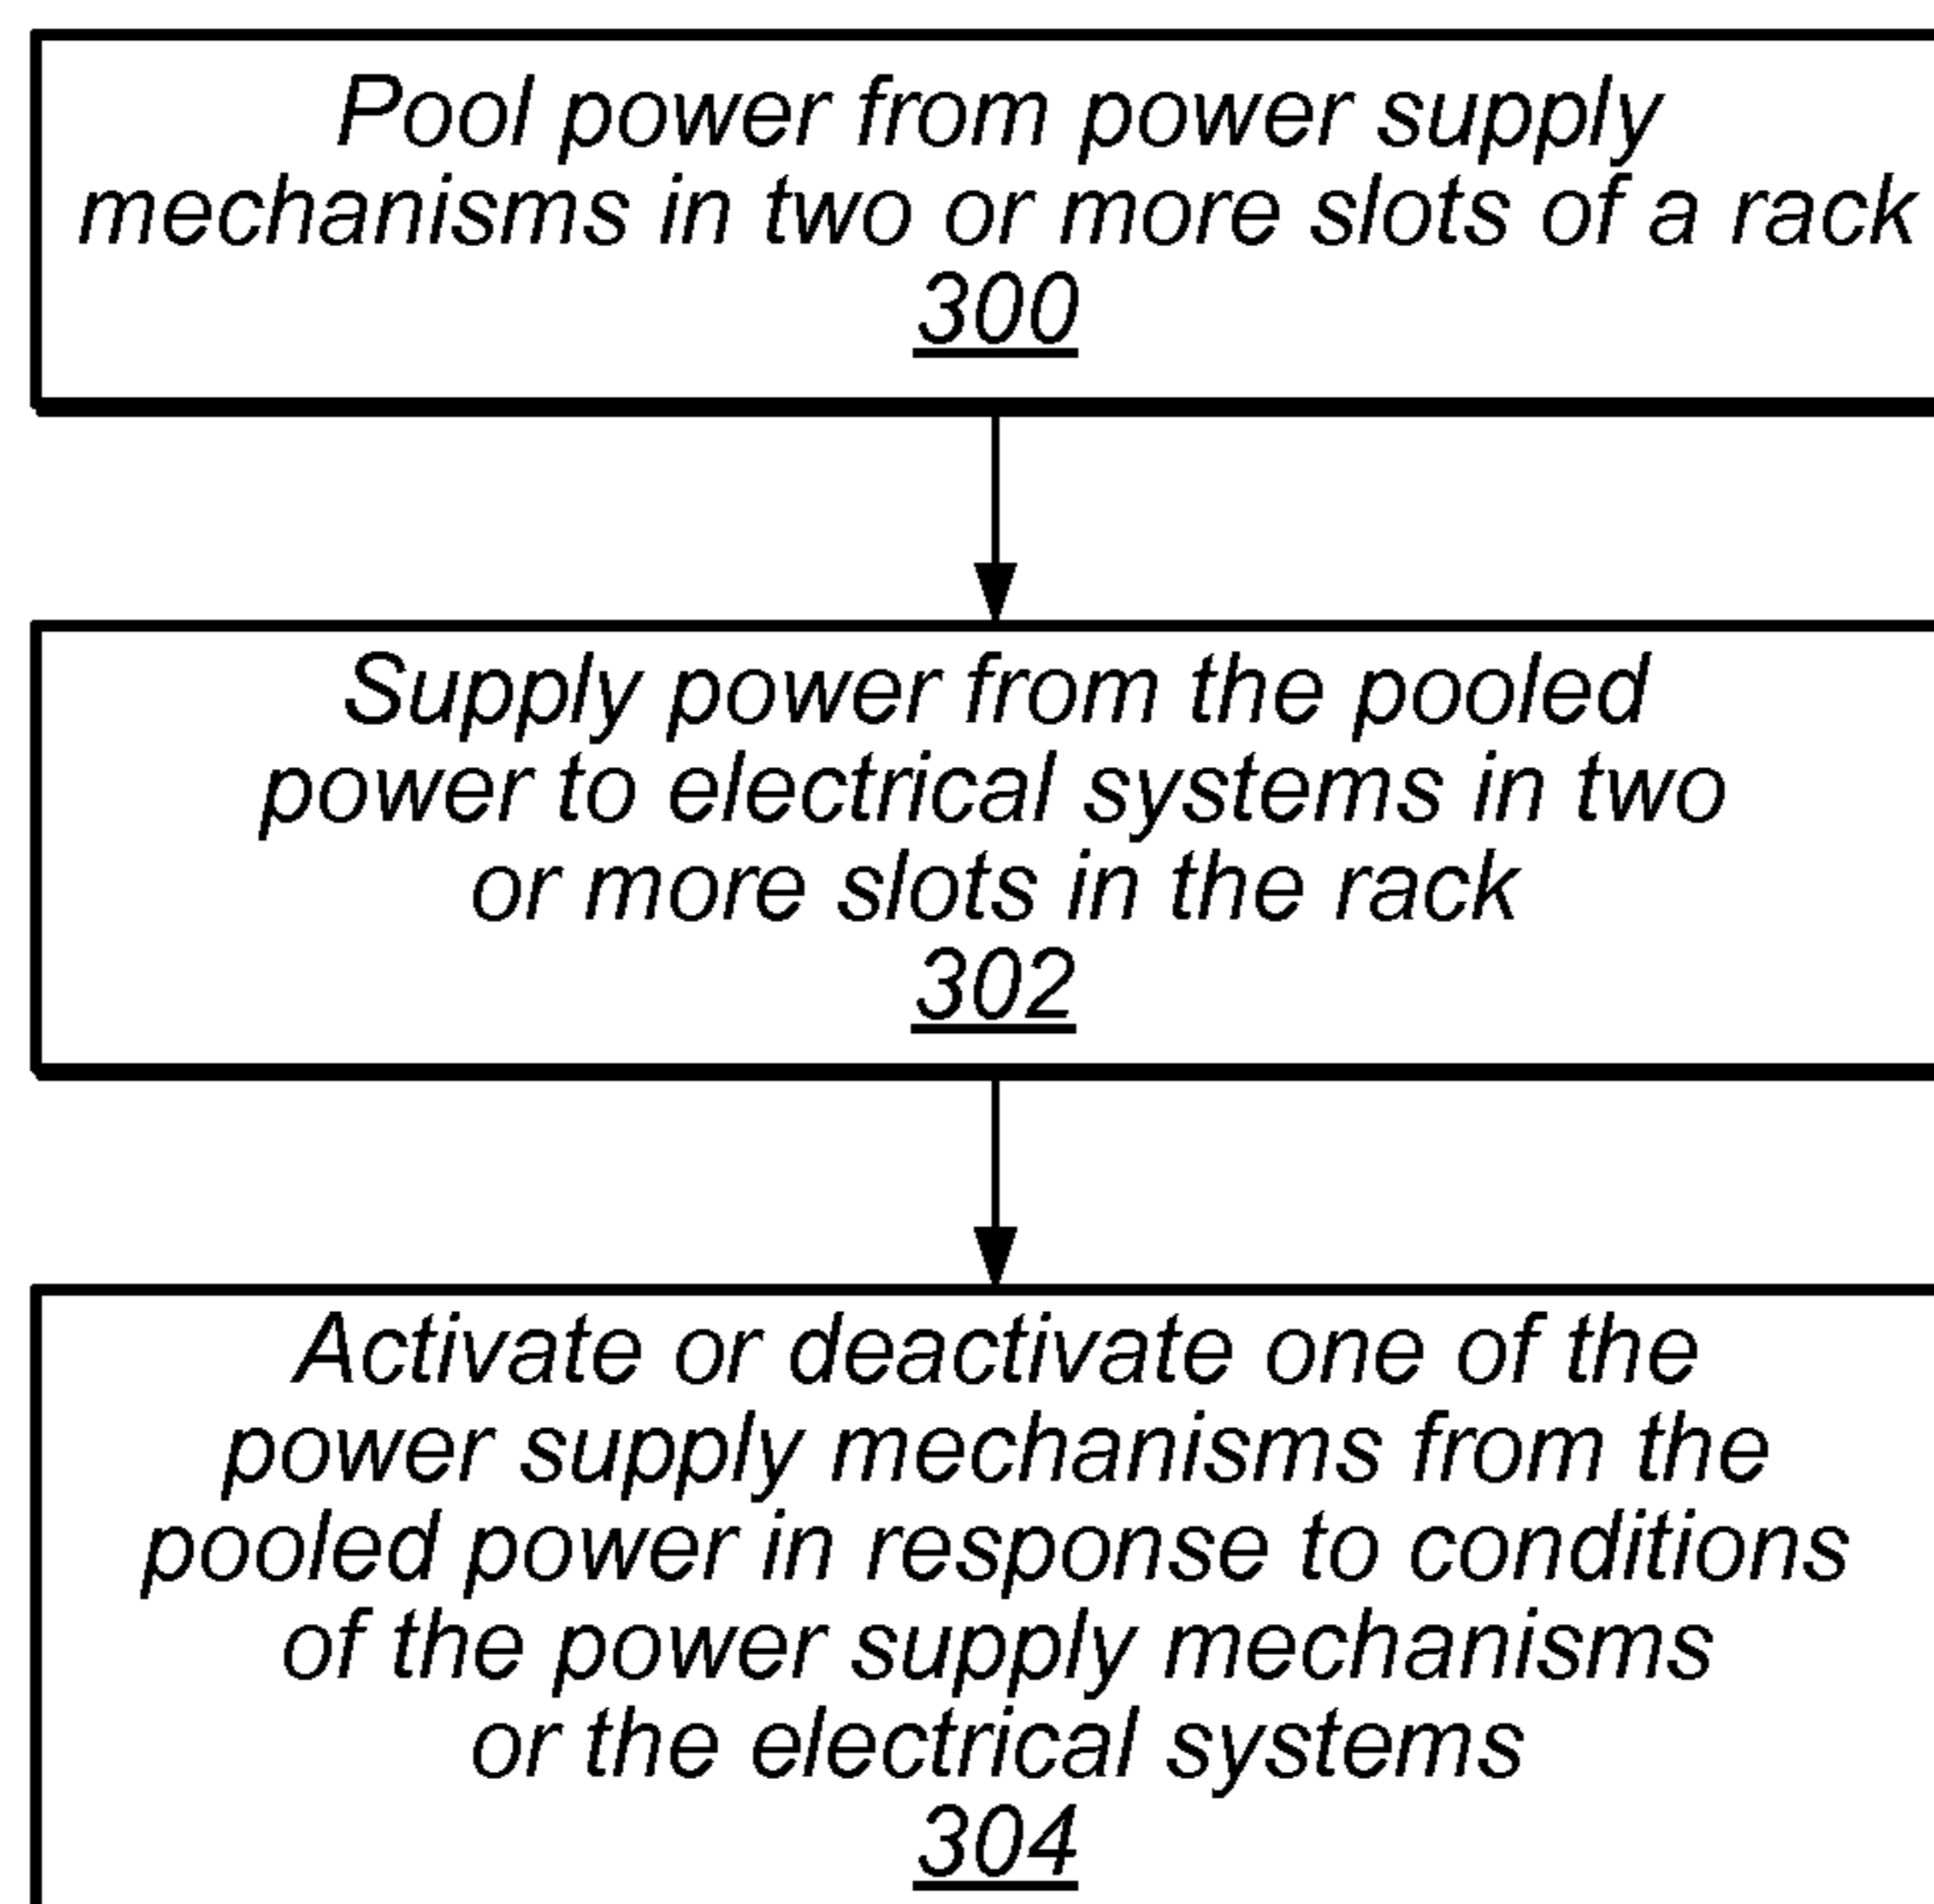 Pool power from power supply
mechanisms in two or more slots of a rack
300
Supply power from the pooled
power to electrical systems in two
or more slots in the rack
302
Activate or deactivate one of the
power supply mechanisms from the
pooled power in response to conditions
of the power supply mechanisms
or the electrical systems
304